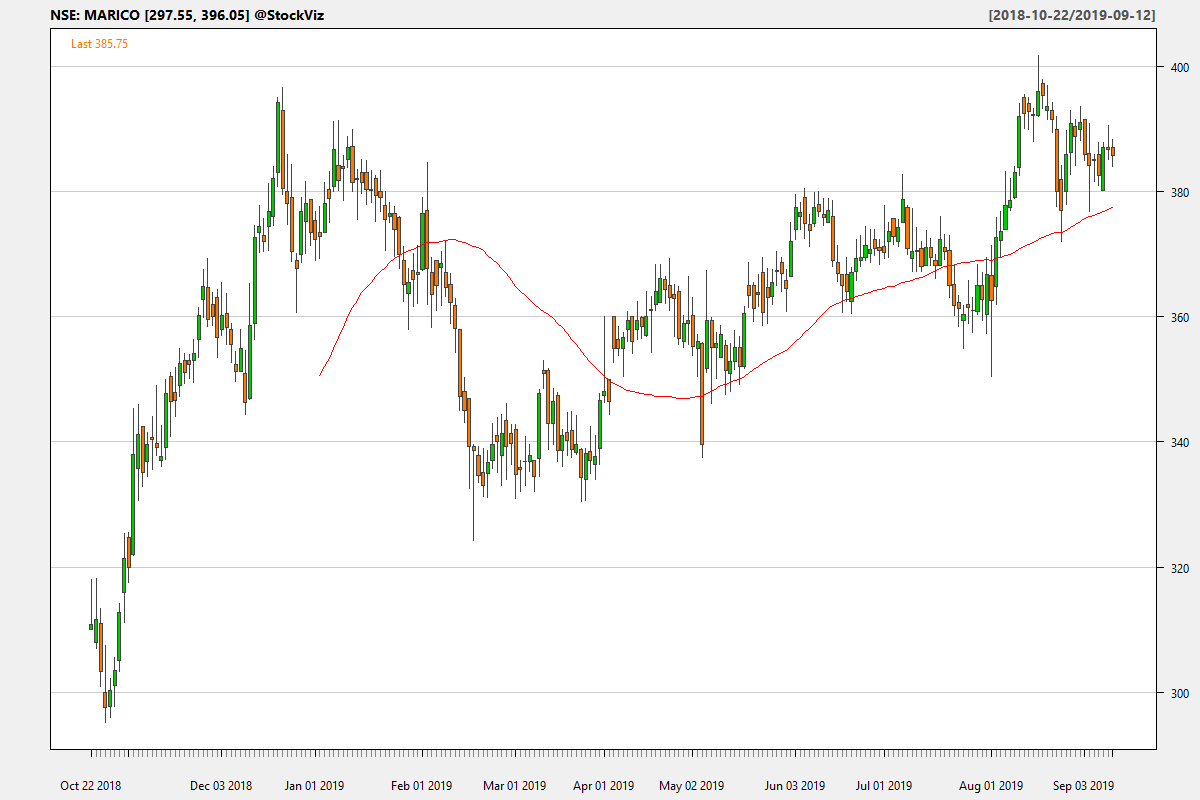 NSE: MARICO [297.55, 396.05] @StockViz
[2018-10-22/2019-09-12]
Last 385.75
400
380
360
340
320
300
Oct 22 2018 Dec 03 2018 Jan 01 2019 Feb 01 2019 Mar 01 2019 Apr 01 2019 May 02 2019 Jun 03 2019 Jul 01 2019 Aug 01 2019 Sep 03 2019